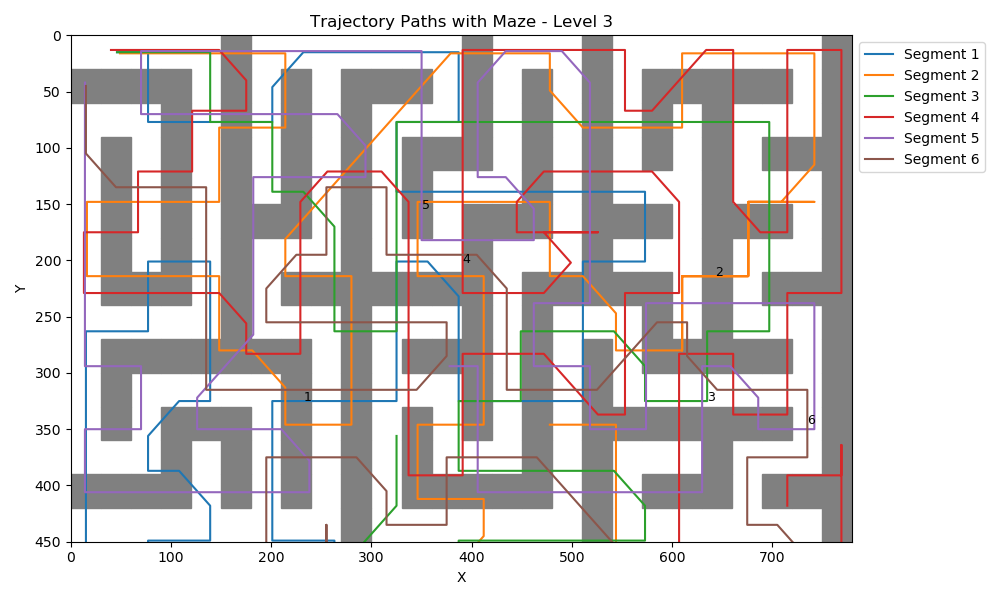 Trajectory Paths with Maze - Level 3
0
50
100
150
200
250
300
350
400
450
Y
0
100
200
300
400
500
600
700
X
5
4
2
1
3
6
Segment 1
Segment 2
Segment 3
Segment 4
Segment 5
Segment 6